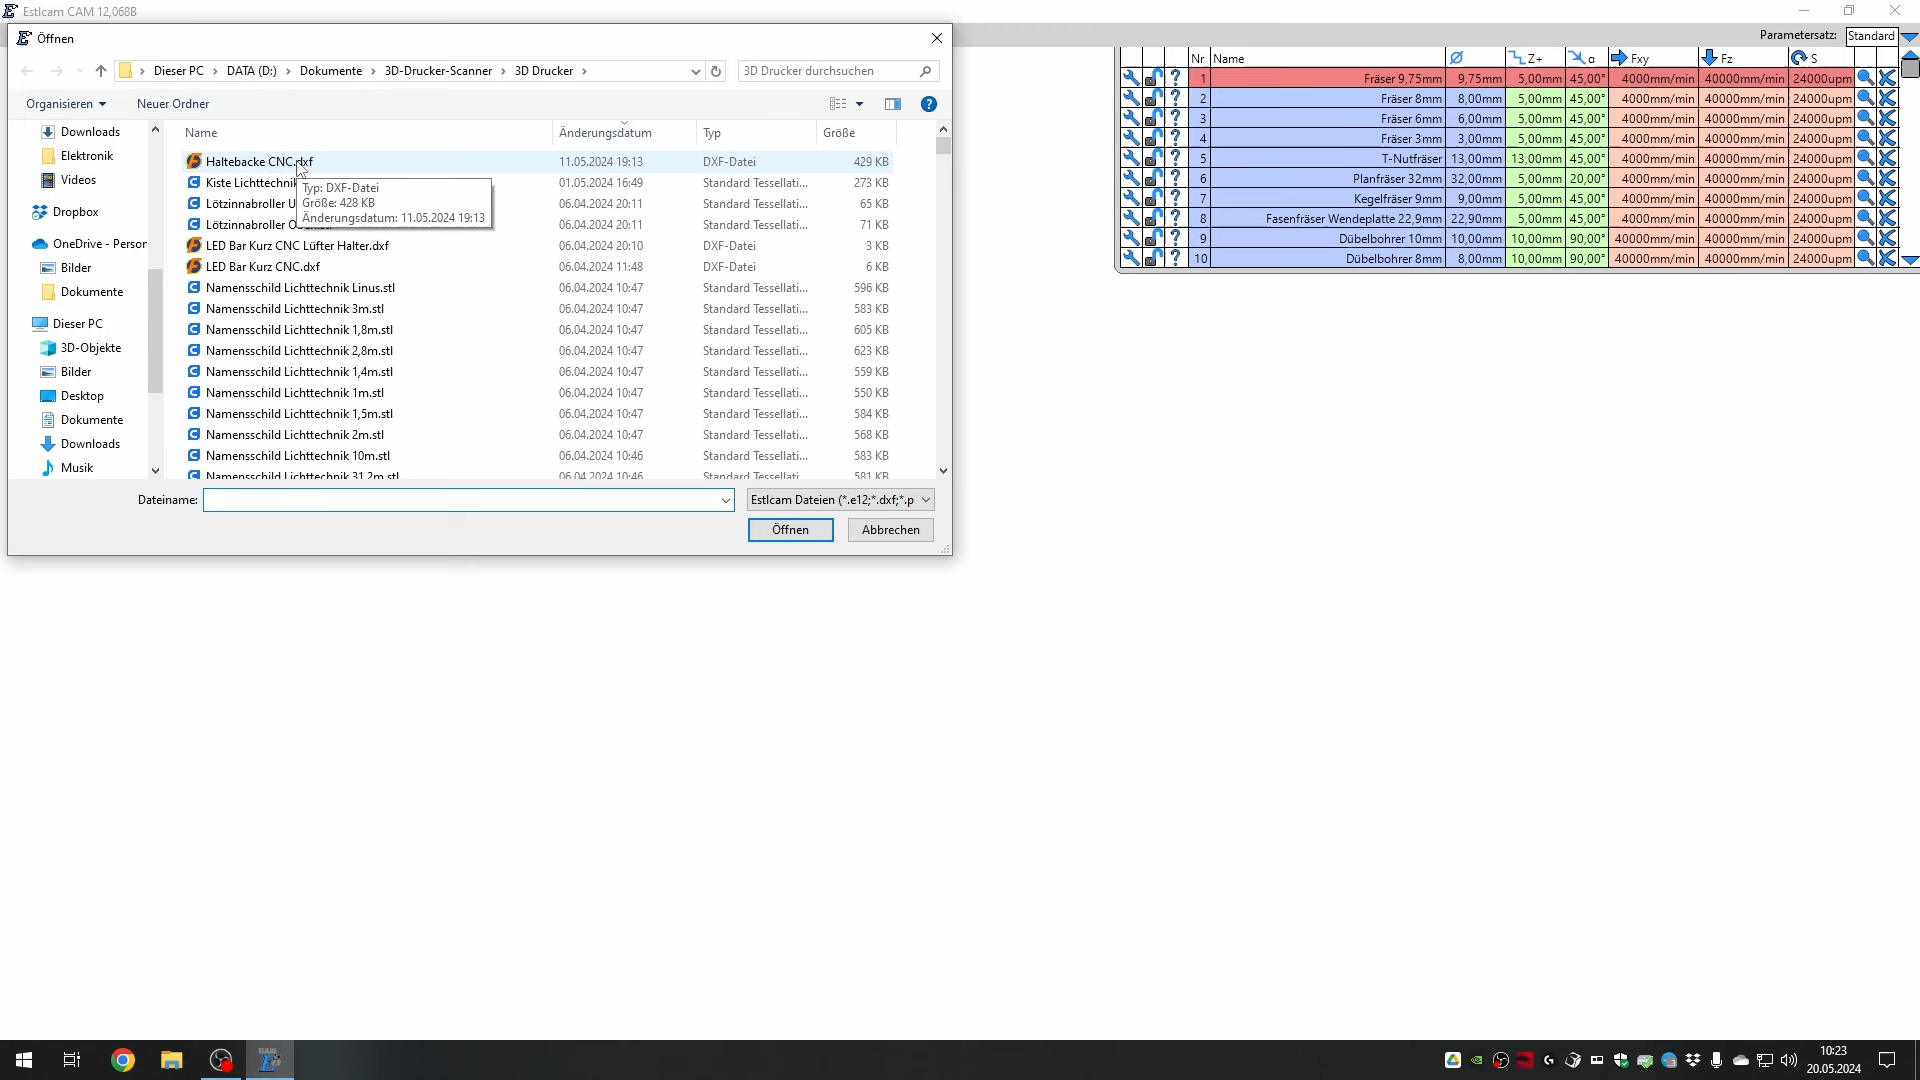 Estlcam CAM 12,068B
Öffnen
Dieser PC
DATA (D:)
Dokumente
3D-Drucker-Scanner
3D Drucker
3D Drucker durchsuchen
Organisieren
Neuer Ordner
Downloads
Elektronik
Videos
Dropbox
OneDrive - Person
Bilder
Dokumente
Dieser PC
3D-Objekte
Bilder
Desktop
Dokumente
Downloads
Musik
Name Änderungsdatum Typ Größe
Haltebacke CNC.dxf 11.05.2024 19:13 DXF-Datei 429 KB
Kiste Lichttechnik 01.05.2024 16:49 Standard Tessellati... 273 KB
Lötzinnabroller U 06.04.2024 20:11 Standard Tessellati... 65 KB
Lötzinnabroller O 06.04.2024 20:11 Standard Tessellati... 71 KB
LED Bar Kurz CNC Lüfter Halter.dxf 06.04.2024 20:10 DXF-Datei 3 KB
LED Bar Kurz CNC.dxf 06.04.2024 11:48 DXF-Datei 6 KB
Namensschild Lichttechnik Linus.stl 06.04.2024 10:47 Standard Tessellati... 596 KB
Namensschild Lichttechnik 3m.stl 06.04.2024 10:47 Standard Tessellati... 583 KB
Namensschild Lichttechnik 1,8m.stl 06.04.2024 10:47 Standard Tessellati... 605 KB
Namensschild Lichttechnik 2,8m.stl 06.04.2024 10:47 Standard Tessellati... 623 KB
Namensschild Lichttechnik 1,4m.stl 06.04.2024 10:47 Standard Tessellati... 559 KB
Namensschild Lichttechnik 1m.stl 06.04.2024 10:47 Standard Tessellati... 550 KB
Namensschild Lichttechnik 1,5m.stl 06.04.2024 10:47 Standard Tessellati... 584 KB
Namensschild Lichttechnik 2m.stl 06.04.2024 10:47 Standard Tessellati... 568 KB
Namensschild Lichttechnik 10m.stl 06.04.2024 10:46 Standard Tessellati... 583 KB
Namensschild Lichttechnik 31,2m.stl 06.04.2024 10:46 Standard Tessellati... 581 KB
Typ: DXF-Datei
Größe: 428 KB
Änderungsdatum: 11.05.2024 19:13
Dateiname:
Estlcam Dateien (*.e12;*.dxf;*.p
Öffnen
Abbrechen
Parametersatz: Standard
Nr Name Ø Z+ α Fxy Fz S
? 1 Fräser 9,75mm 9,75mm 5,00mm 45,00° 4000mm/min 40000mm/min 24000upm
? 2 Fräser 8mm 8,00mm 5,00mm 45,00° 4000mm/min 40000mm/min 24000upm
? 3 Fräser 6mm 6,00mm 5,00mm 45,00° 4000mm/min 40000mm/min 24000upm
? 4 Fräser 3mm 3,00mm 5,00mm 45,00° 4000mm/min 40000mm/min 24000upm
? 5 T-Nutfräser 13,00mm 13,00mm 45,00° 4000mm/min 40000mm/min 24000upm
? 6 Planfräser 32mm 32,00mm 5,00mm 20,00° 4000mm/min 40000mm/min 24000upm
? 7 Kegelfräser 9mm 9,00mm 5,00mm 45,00° 4000mm/min 40000mm/min 24000upm
? 8 Fasenfräser Wendeplatte 22,9mm 22,90mm 5,00mm 45,00° 4000mm/min 40000mm/min 24000upm
? 9 Dübelbohrer 10mm 10,00mm 10,00mm 90,00° 40000mm/min 40000mm/min 24000upm
? 10 Dübelbohrer 8mm 8,00mm 10,00mm 90,00° 40000mm/min 40000mm/min 24000upm
10:23
20.05.2024